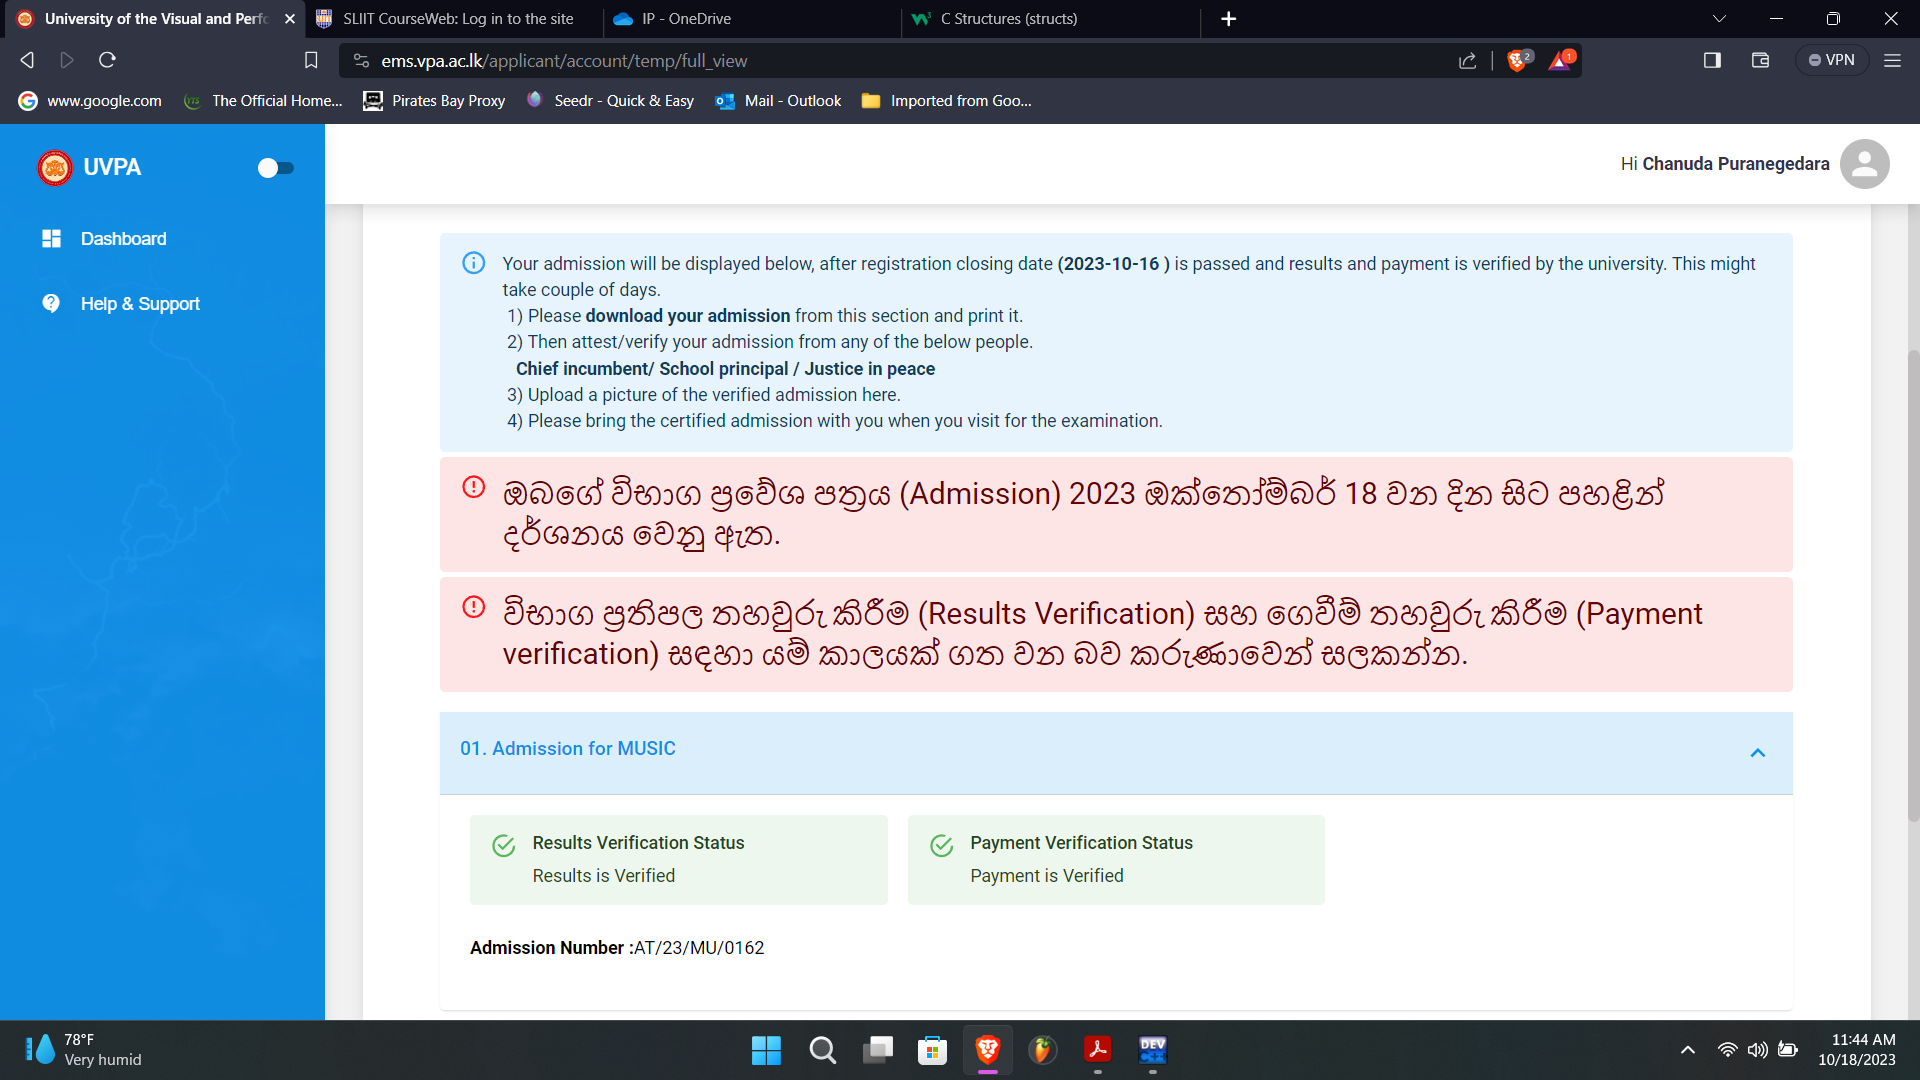 University of the Visual and Perfo
SLIIT CourseWeb: Log in to the site
IP - OneDrive
C Structures (structs)
ems.vpa.ac.lk/applicant/account/temp/full_view
2
1
VPN
www.google.com
The Official Home...
Pirates Bay Proxy
Seedr - Quick & Easy
Mail - Outlook
Imported from Goo...
UVPA
Hi Chanuda Puranegedara
Dashboard
Help & Support
Your admission will be displayed below, after registration closing date (2023-10-16 ) is passed and results and payment is verified by the university. This might
take couple of days.
1) Please download your admission from this section and print it.
2) Then attest/verify your admission from any of the below people.
Chief incumbent/ School principal / Justice in peace
3) Upload a picture of the verified admission here.
4) Please bring the certified admission with you when you visit for the examination.
ඔබගේ විභාග ප්‍රවේශ පත්‍රය (Admission) 2023 ඔක්තෝම්බර් 18 වන දින සිට පහළින්
දර්ශනය වෙනු ඇත.
විභාග ප්‍රතිපල තහවුරු කිරීම (Results Verification) සහ ගෙවීම් තහවුරු කිරීම (Payment
verification) සඳහා යම් කාලයක් ගත වන බව කරුණාවෙන් සලකන්න.
01. Admission for MUSIC
Results Verification Status
Results is Verified
Payment Verification Status
Payment is Verified
Admission Number :AT/23/MU/0162
78°F
Very humid
DEV
11:44 AM
10/18/2023